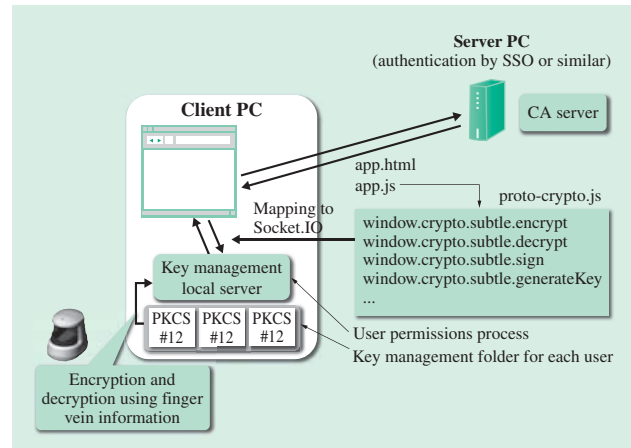 Server PC
(authentication by SSO or similar)
CA server
Client PC
app.html
app.js
proto-crypto.js
Mapping to
Socket.IO
window.crypto.subtle.encrypt
window.crypto.subtle.decrypt
window.crypto.subtle.sign
window.crypto.subtle.generateKey
...
Key management
local server
PKCS
#12
PKCS
#12
PKCS
#12
User permissions process
Key management folder for each user
Encryption and
decryption using finger
vein information